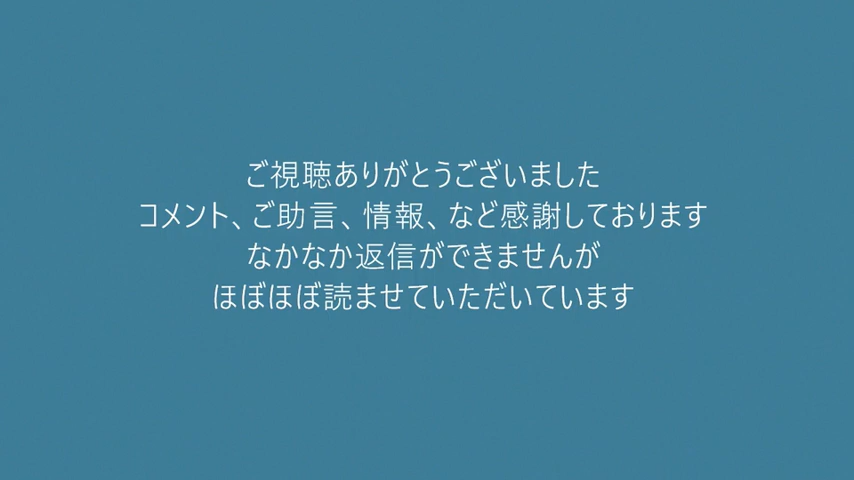 ご視聴ありがとうございました
コメント、ご助言、情報、など感謝しております
なかなか返信ができませんが
ほぼほぼ読ませていただいています